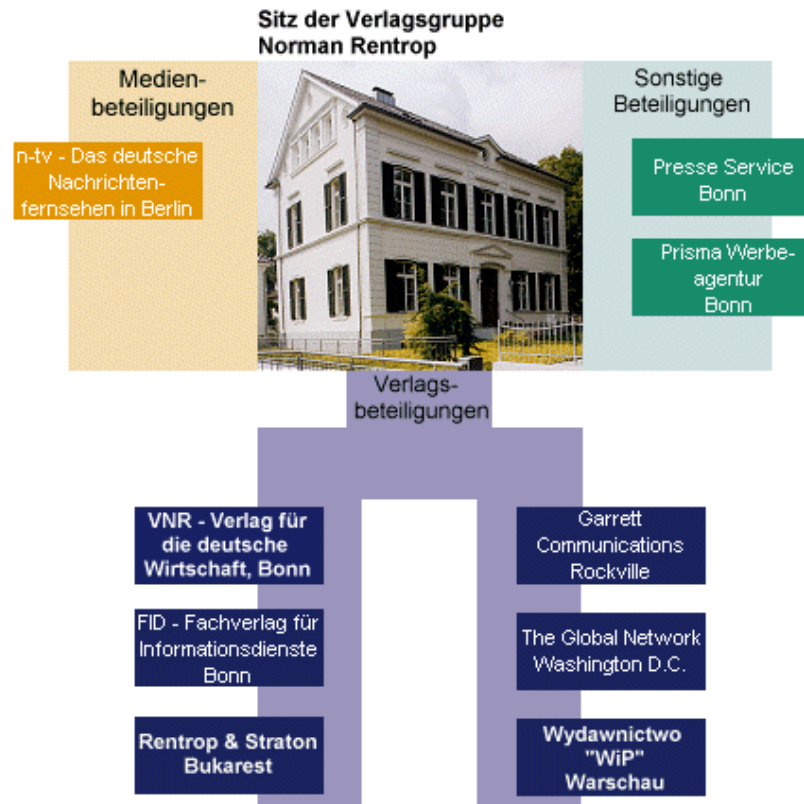 Sitz der Verlagsgruppe
Norman Rentrop
Medien-
beteiligungen
n-tv - Das deutsche
Nachrichten-
fernsehen in Berlin
Sonstige
Beteiligungen
Presse Service
Bonn
Prisma Werbe-
agentur
Bonn
Verlags-
beteiligungen
VNR - Verlag für
die deutsche
Wirtschaft, Bonn
FID - Fachverlag für
Informationsdienste
Bonn
Rentrop & Straton
Bukarest
Garrett
Communications
Rockville
The Global Network
Washington D.C.
Wydawnictwo
"WiP"
Warschau